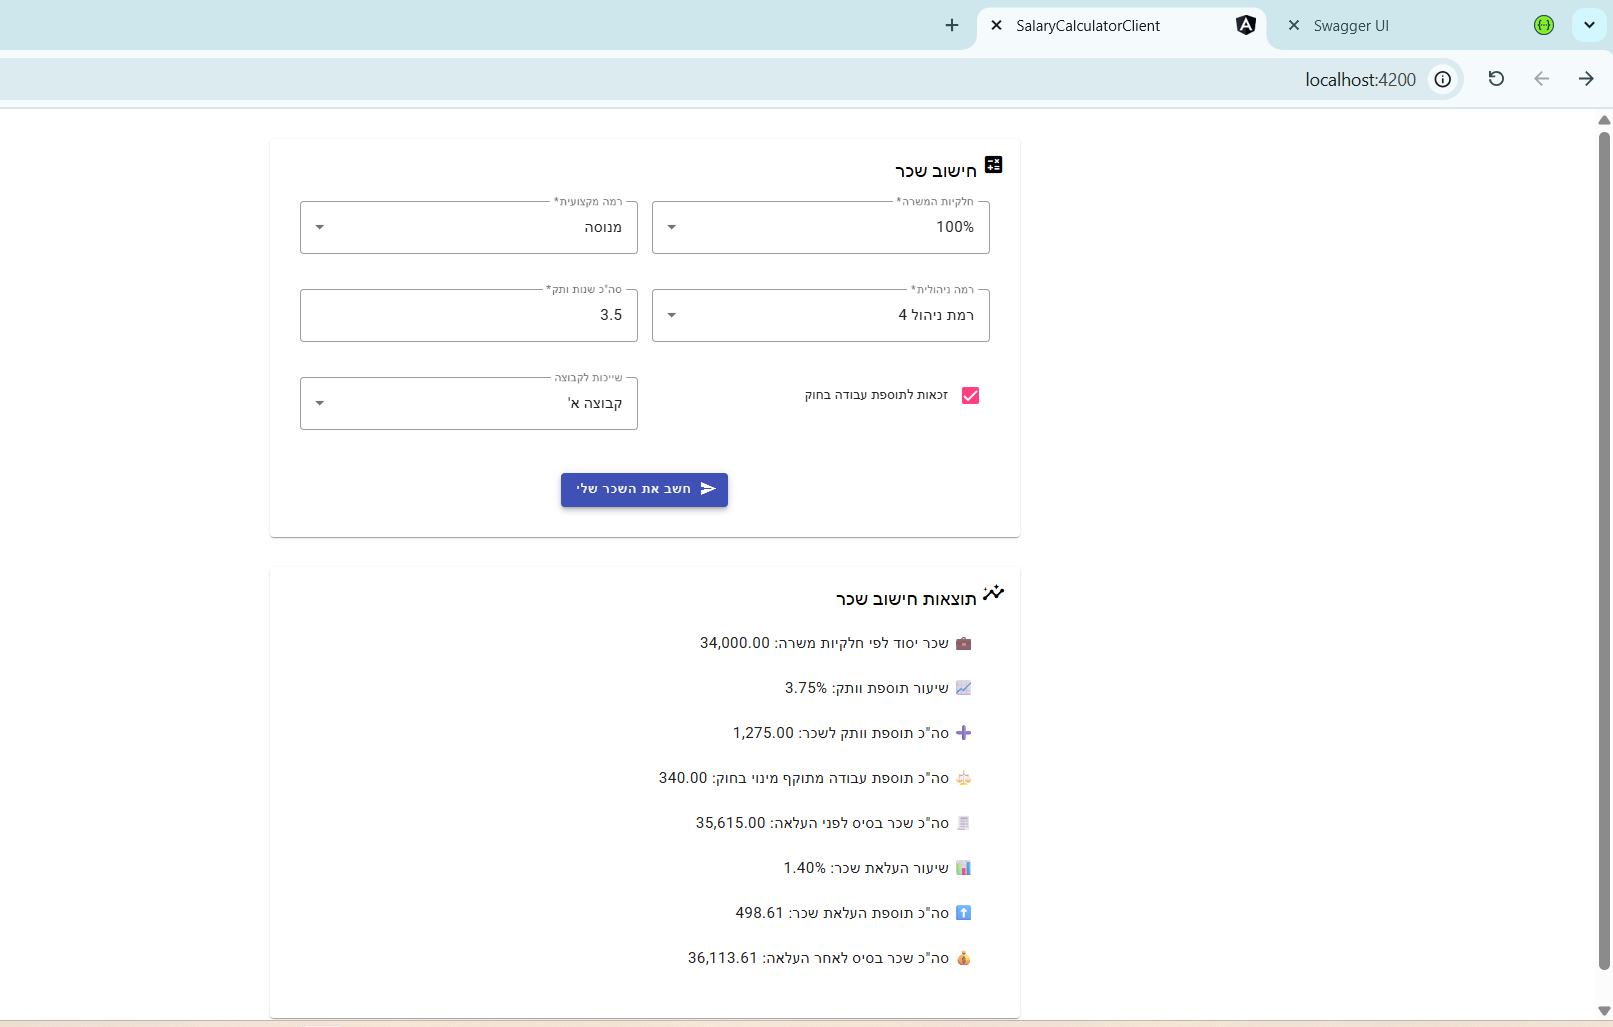 SalaryCalculatorClient
Swagger UI
localhost:4200
חישוב שכר
חלקיות המשרה*
100%
רמה מקצועית*
מנוסה
רמה ניהולית*
רמת ניהול 4
סה"כ שנות ותק*
3.5
זכאות לתוספת עבודה בחוק
שייכות לקבוצה
קבוצה א'
חשב את השכר שלי
תוצאות חישוב שכר
שכר יסוד לפי חלקיות משרה: 34,000.00
שיעור תוספת וותק: 3.75%
סה"כ תוספת וותק לשכר: 1,275.00
סה"כ תוספת עבודה מתוקף מינוי בחוק: 340.00
סה"כ שכר בסיס לפני העלאה: 35,615.00
שיעור העלאת שכר: 1.40%
סה"כ תוספת העלאת שכר: 498.61
סה"כ שכר בסיס לאחר העלאה: 36,113.61